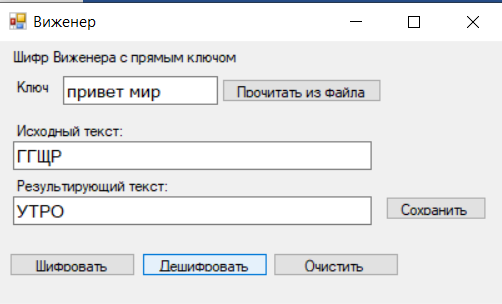 Виженер
Шифр Виженера с прямым ключом
Ключ привет мир Прочитать из файла
Исходный текст:
ГГЩР
Результирующий текст:
УТРО Сохранить
Шифровать Дешифровать Очистить